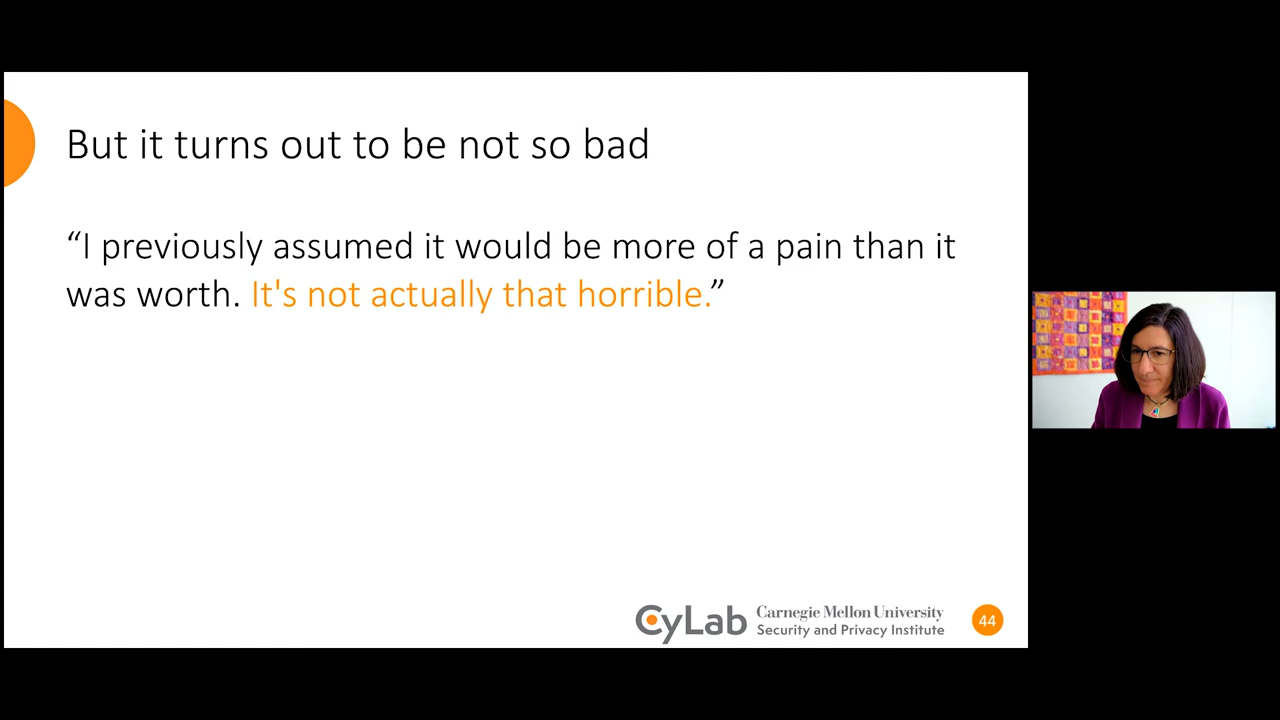 But it turns out to be not so bad
“I previously assumed it would be more of a pain than it
was worth. It's not actually that horrible.”
CyLab
Carnegie Mellon University
Security and Privacy Institute
44